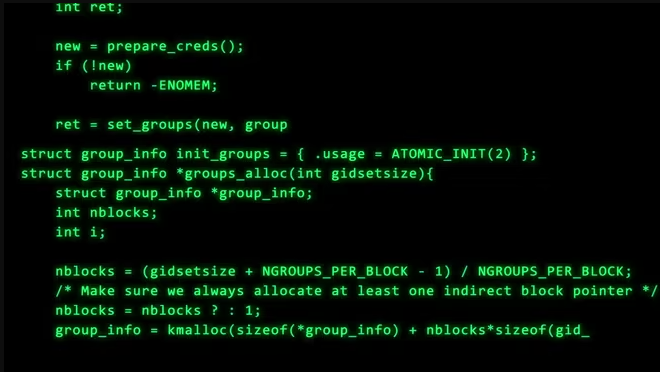 int ret;
new = prepare_creds();
if (!new)
return -ENOMEM;
ret = set_groups(new, group
struct group_info init_groups = { .usage = ATOMIC_INIT(2) };
struct group_info *groups_alloc(int gidsetsize){
struct group_info *group_info;
int nblocks;
int i;
nblocks = (gidsetsize + NGROUPS_PER_BLOCK - 1) / NGROUPS_PER_BLOCK;
/* Make sure we always allocate at least one indirect block pointer */
nblocks = nblocks ? : 1;
group_info = kmalloc(sizeof(*group_info) + nblocks*sizeof(gid_